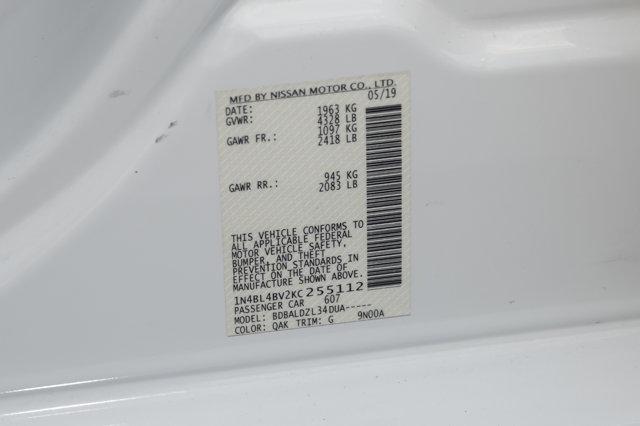 MFD BY NISSAN MOTOR CO., LTD.
DATE: 05/19
GVWR: 1963 KG
4328 LB
GAWR FR.: 1097 KG
2418 LB
GAWR RR.: 945 KG
2083 LB
THIS VEHICLE CONFORMS TO
ALL APPLICABLE FEDERAL
MOTOR VEHICLE SAFETY,
BUMPER, AND THEFT
PREVENTION STANDARDS IN
EFFECT ON THE DATE OF
MANUFACTURE SHOWN ABOVE.
1N4BL4BV2KC255112
PASSENGER CAR 607
MODEL: BDBALDZL34DUA-----
COLOR: QAK TRIM: G 9N00A